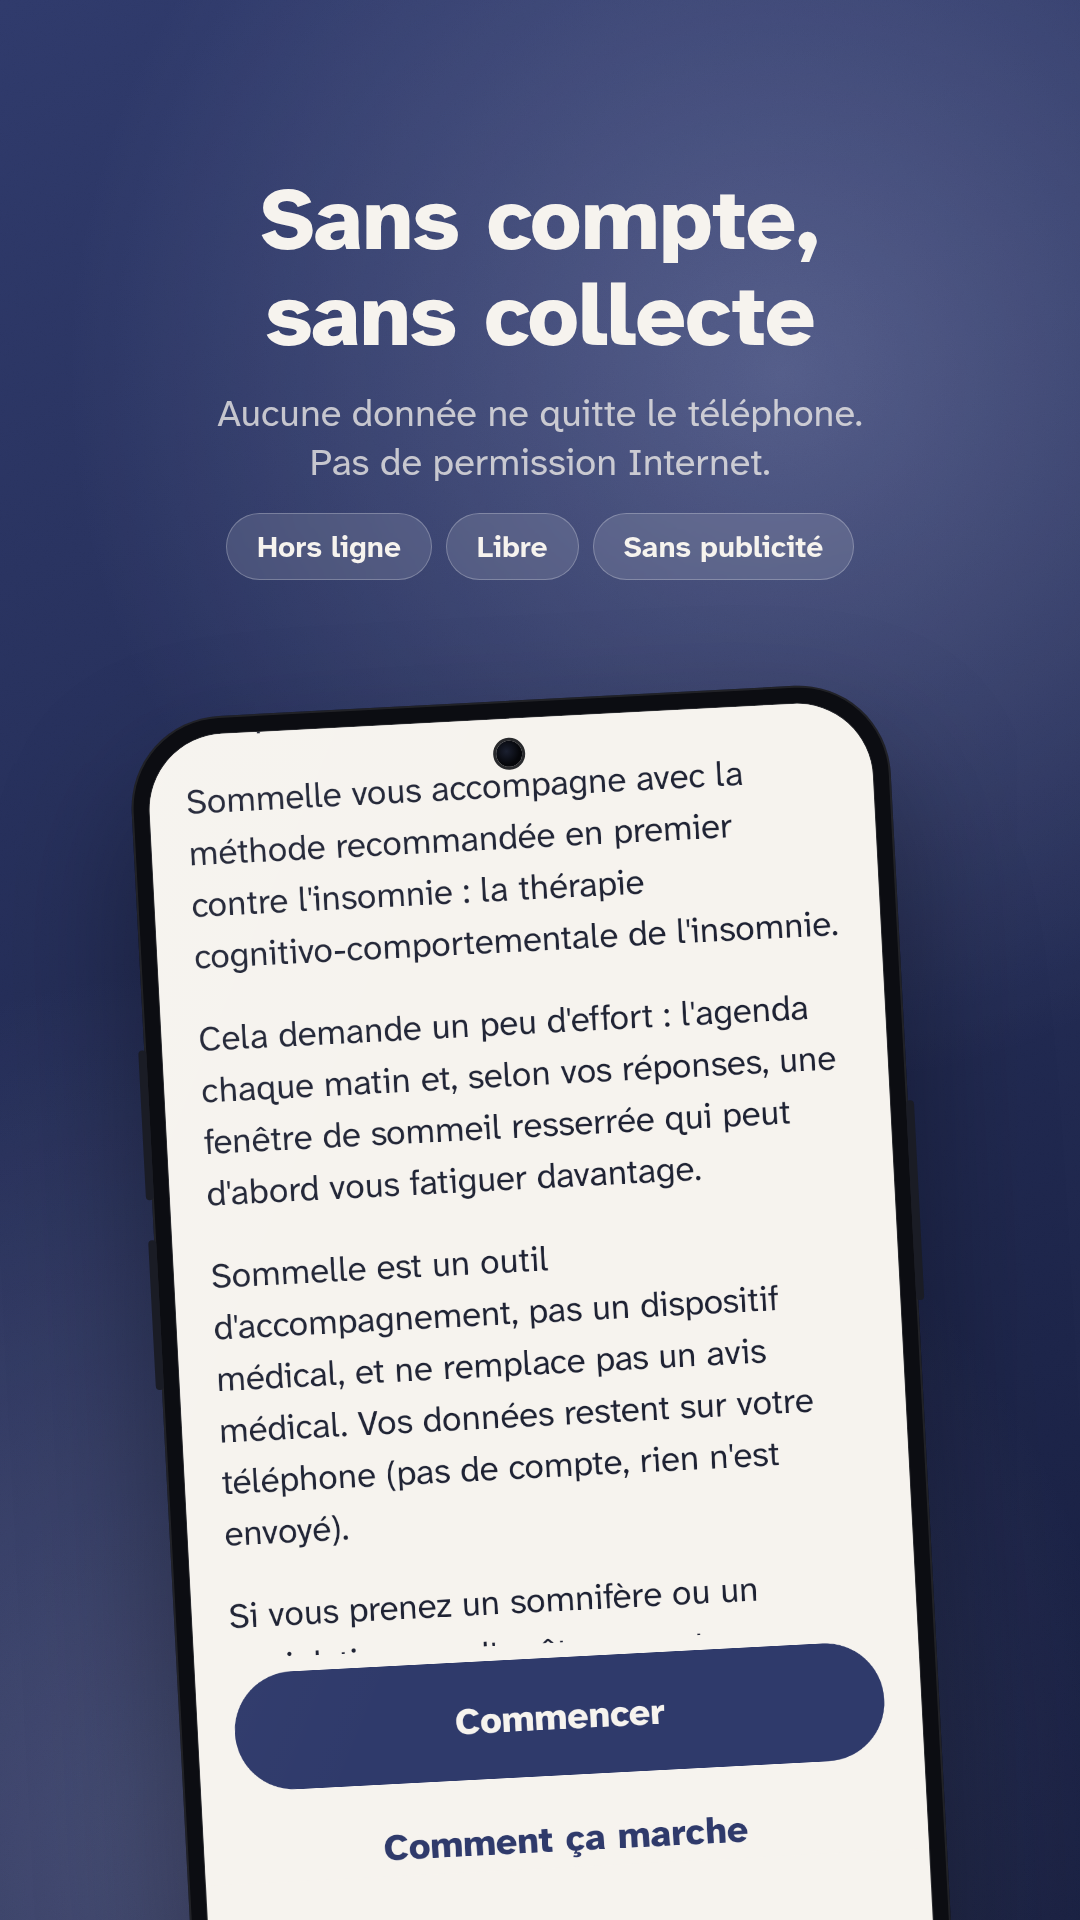 Sans compte,
sans collecte
Aucune donnée ne quitte le téléphone.
Pas de permission Internet.
Hors ligne
Libre
Sans publicité
Sommelle vous accompagne avec la
méthode recommandée en premier
contre l'insomnie : la thérapie
cognitivo-comportementale de l'insomnie.
Cela demande un peu d'effort : l'agenda
chaque matin et, selon vos réponses, une
fenêtre de sommeil resserrée qui peut
d'abord vous fatiguer davantage.
Sommelle est un outil
d'accompagnement, pas un dispositif
médical, et ne remplace pas un avis
médical. Vos données restent sur votre
téléphone (pas de compte, rien n'est
envoyé).
Si vous prenez un somnifère ou un
Commencer
Comment ça marche